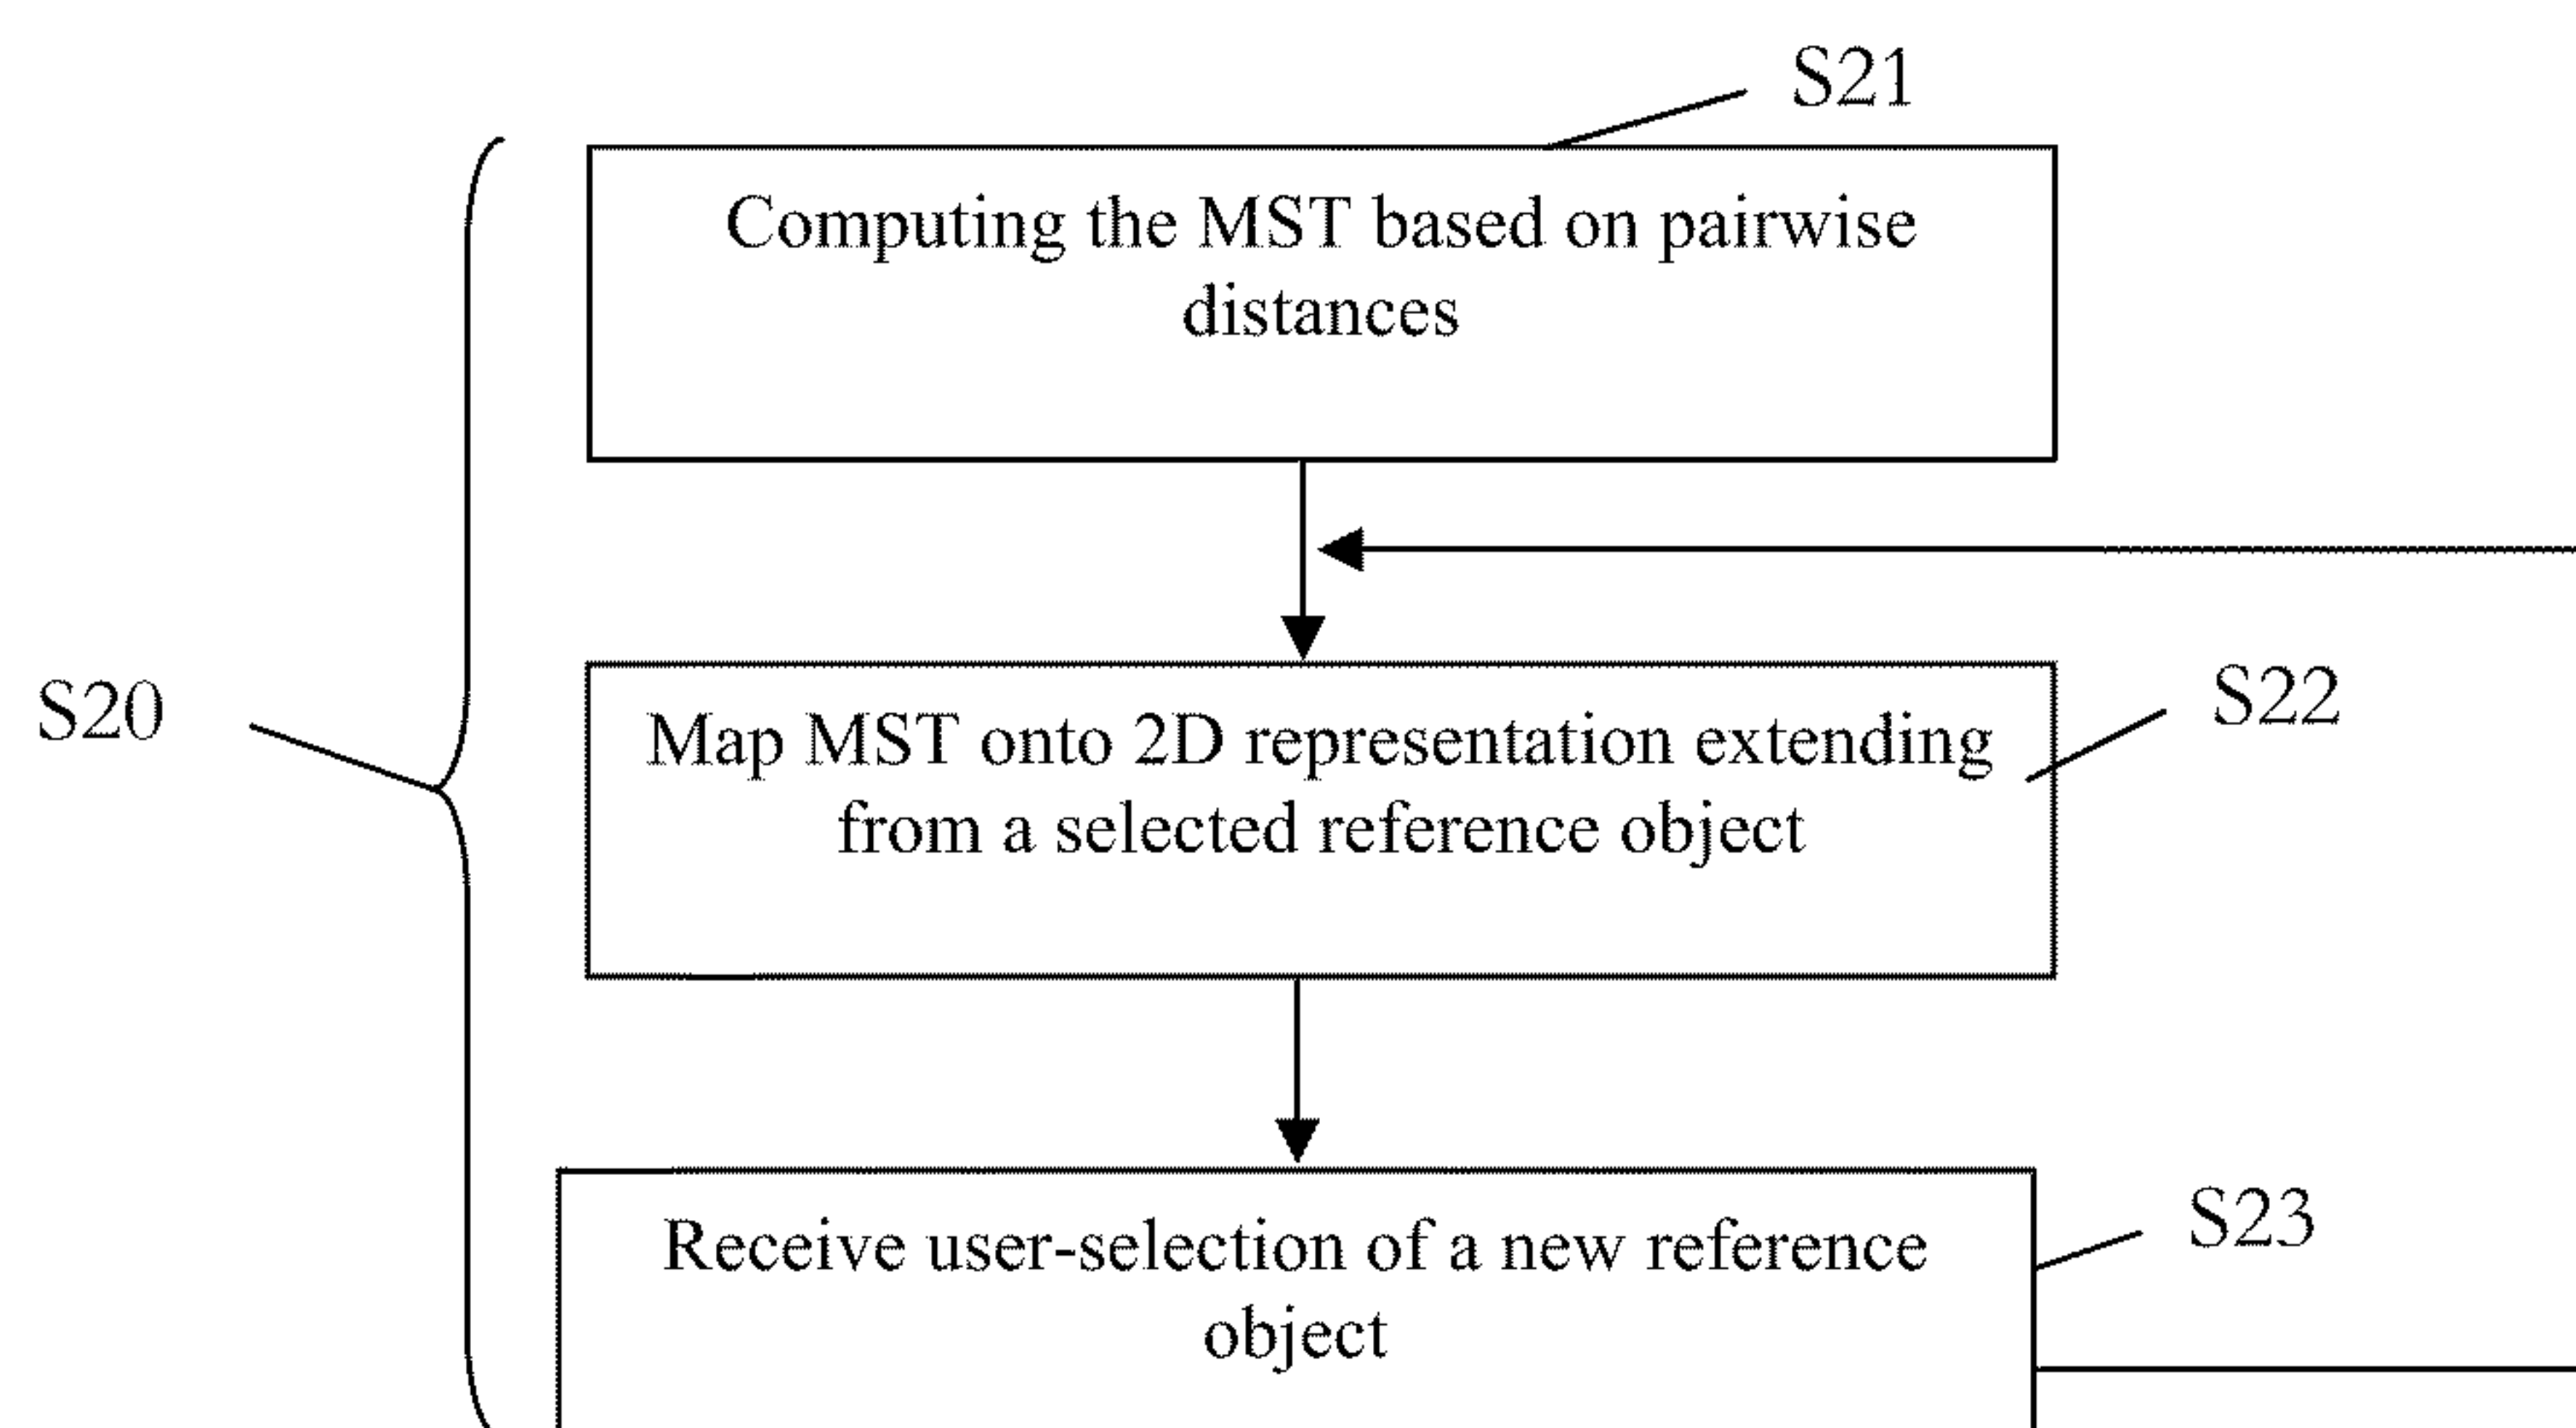 S21
Computing the MST based on pairwise
distances
S20
S22
Map MST onto 2D representation extending
from a selected reference object
S23
Receive user-selection of a new reference
object